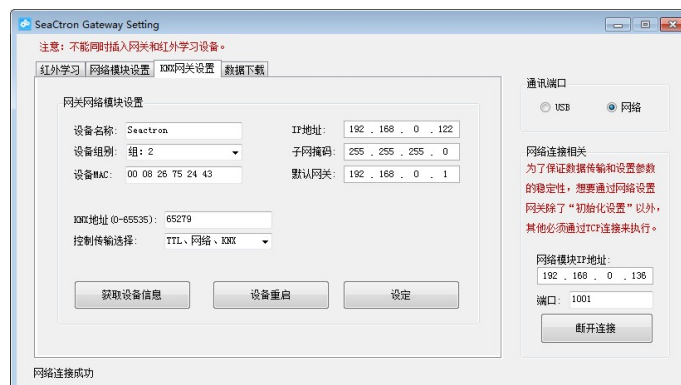 SeaCtron Gateway Setting
注意：不能同时插入网关和红外学习设备。
红外学习 网络模块设置 KNX网关设置 数据下载
网关网络模块设置
设备名称: Seactron
IP地址: 192 . 168 . 0 . 122
设备组别: 组：2
子网掩码: 255 . 255 . 255 . 0
设备MAC: 00 08 26 75 24 43
默认网关: 192 . 168 . 0 . 1
KNX地址(0-65535): 65279
控制传输选择: TTL、网络、KNX
获取设备信息 设备重启 设定
通讯端口
USB 网络
网络连接相关
为了保证数据传输和设置参数
的稳定性，想要通过网络设置
网关除了“初始化设置”以外，
其他必须通过TCP连接来执行。
网络模块IP地址:
192 . 168 . 0 . 136
端口: 1001
断开连接
网络连接成功